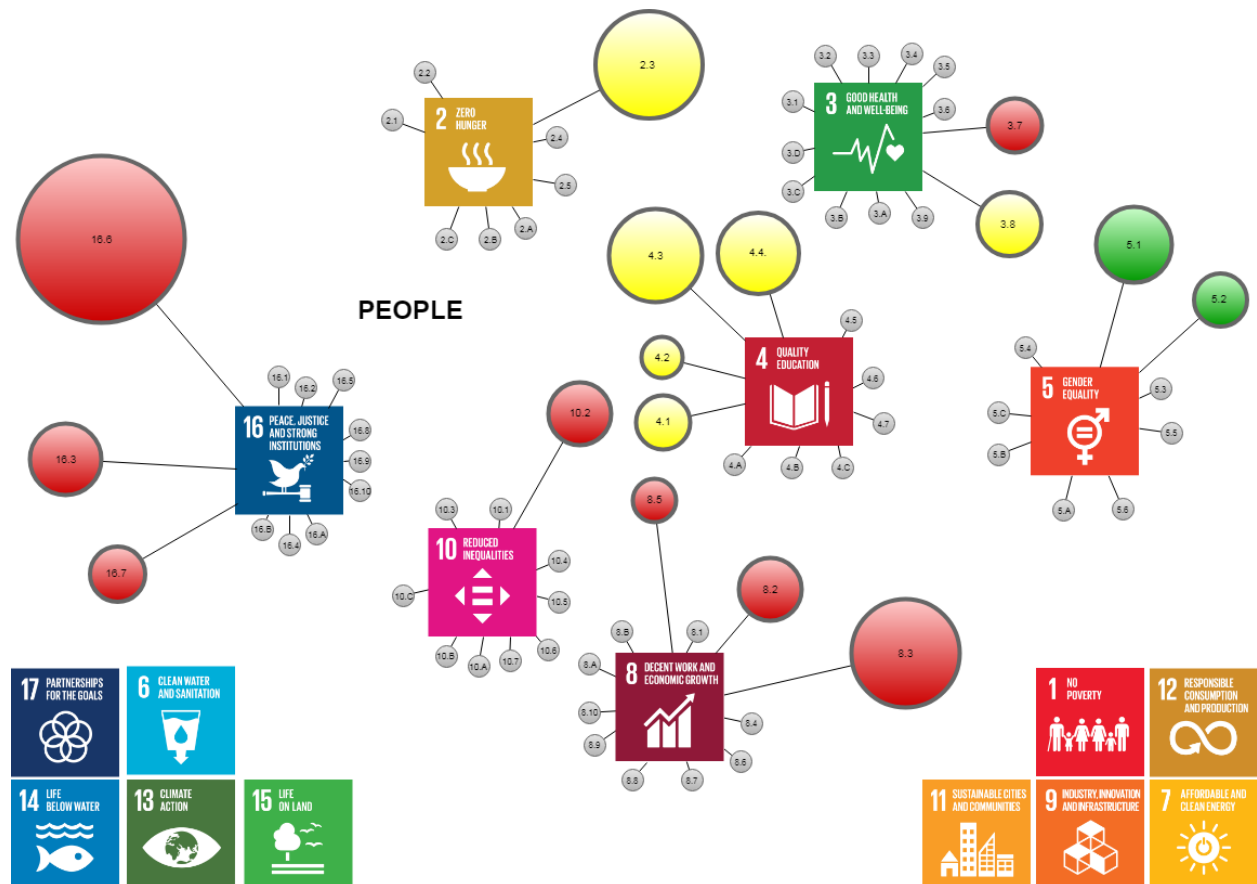 2.3
2.2
2.1
2 ZERO
HUNGER
2.4
2.5
2.C
2.B
2.A
3.2
3.3
3.4
3.5
3.1
3 GOOD HEALTH
AND WELL-BEING
3.6
3.7
3.D
3.C
3.B
3.A
3.9
3.8
16.6
PEOPLE
4.3
4.4.
4.2
4.1
4.5
4 QUALITY
EDUCATION
4.6
4.7
4.A
4.B
4.C
5.1
5.2
5.4
5 GENDER
EQUALITY
5.3
5.C
5.5
5.B
5.A
5.6
16.1
16.2
16.5
16 PEACE, JUSTICE
AND STRONG
INSTITUTIONS
16.8
16.9
16.10
16.3
16.7
16.B
16.4
16.A
10.2
10.3
10.1
10 REDUCED
INEQUALITIES
10.4
10.C
10.5
10.B
10.A
10.7
10.6
8.5
8.2
8.3
8.B
8.1
8.A
8 DECENT WORK AND
ECONOMIC GROWTH
8.10
8.4
8.9
8.6
8.8
8.7
17 PARTNERSHIPS
FOR THE GOALS
6 CLEAN WATER
AND SANITATION
14 LIFE
BELOW WATER
13 CLIMATE
ACTION
15 LIFE
ON LAND
1 NO
POVERTY
12 RESPONSIBLE
CONSUMPTION
AND PRODUCTION
11 SUSTAINABLE CITIES
AND COMMUNITIES
9 INDUSTRY, INNOVATION
AND INFRASTRUCTURE
7 AFFORDABLE AND
CLEAN ENERGY